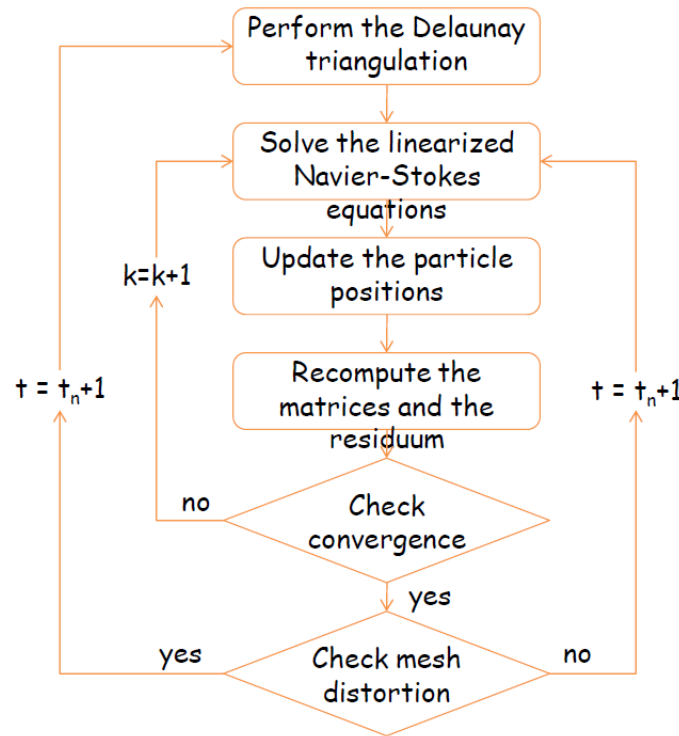 Perform the Delaunay
triangulation
Solve the linearized
Navier-Stokes
equations
Update the particle
positions
k=k+1
Recompute the
matrices and the
residuum
t = tₙ+1
t = tₙ+1
no
Check
convergence
yes
yes
Check mesh
distortion
no